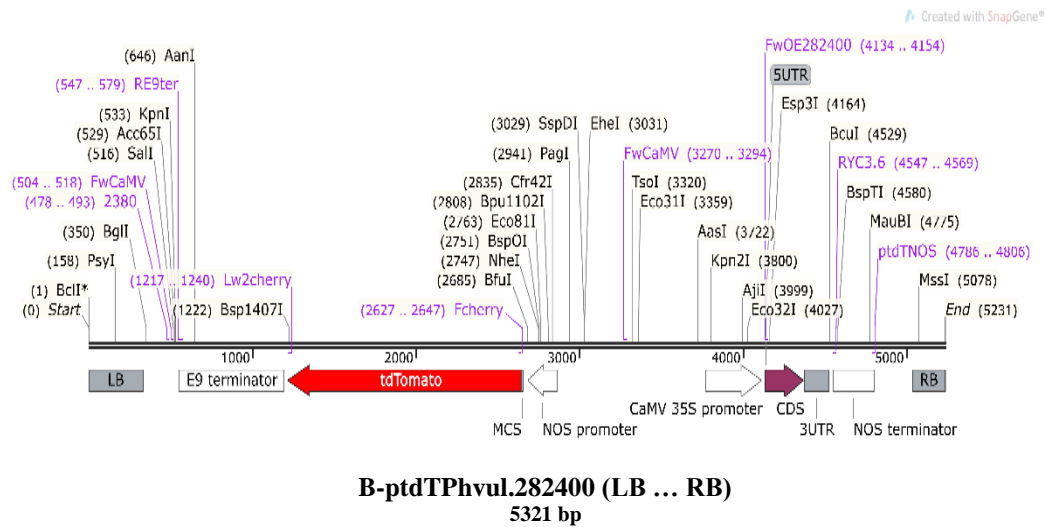 Created with SnapGene®
(646) AanI
FwOE282400 (4134 .. 4154)
(547 .. 579) RE9ter
5UTR
(533) KpnI
Esp3I (4164)
(529) Acc65I
(3029) SspDI EheI (3031)
BcuI (4529)
(516) SalI
(2941) PagI
FwCaMV (3270 .. 3294)
RYC3.6 (4547 .. 4569)
(504 .. 518) FwCaMV
(2835) Cfr42I
TsoI (3320)
BspTI (4580)
(478 .. 493) 2380
(2808) Bpu1102I
Eco31I (3359)
MauBI (4775)
(350) BglI
(2763) Eco81I
AasI (3722)
ptdTNOS (4786 .. 4806)
(158) PsyI
(2751) BspOI
Kpn2I (3800)
(1217 .. 1240) Lw2cherry
(2747) NheI
AjiI (3999)
MssI (5078)
(1) BclI*
(2685) BfuI
Eco32I (4027)
(0) Start
(1222) Bsp1407I
(2627 .. 2647) Fcherry
End (5231)
1000 2000 3000 4000 5000
LB E9 terminator tdTomato CaMV 35S promoter CDS RB
MCS NOS promoter 3UTR NOS terminator
B-ptdTPhvul.282400 (LB … RB)
5321 bp